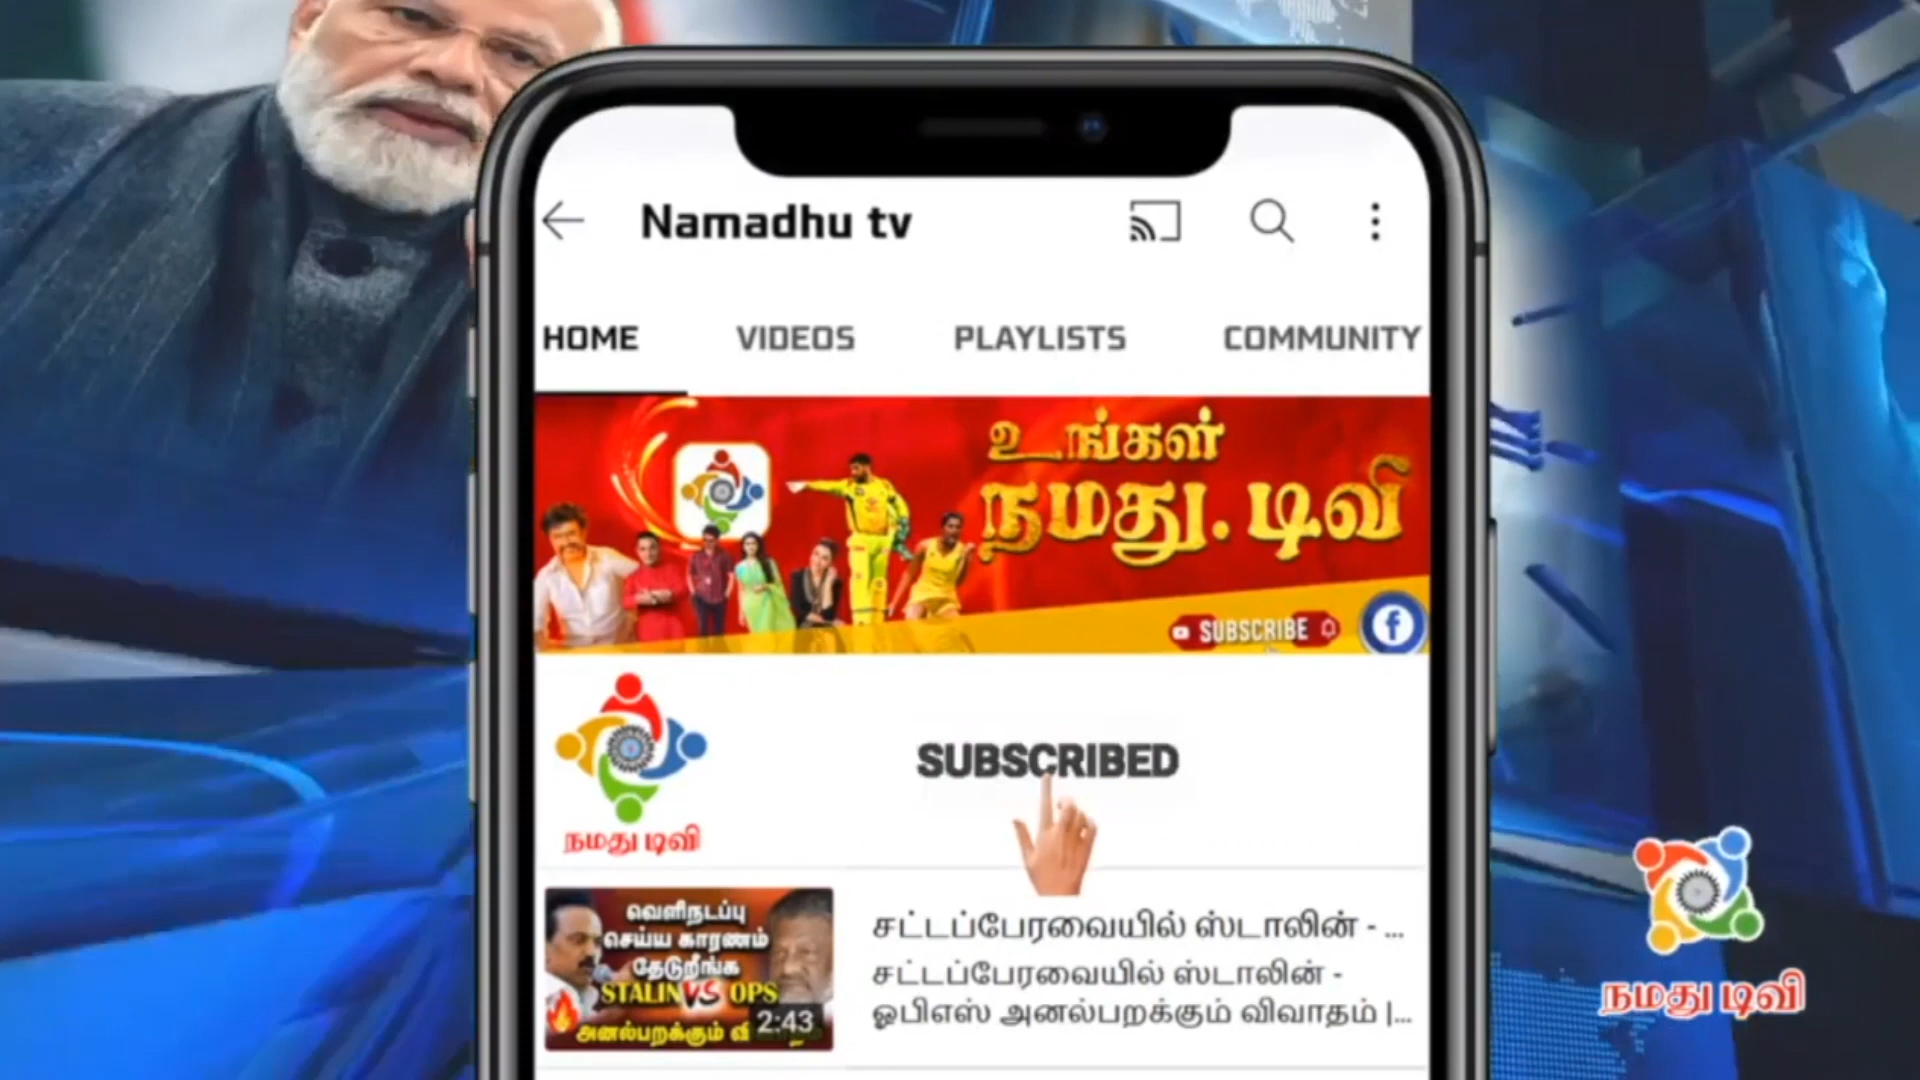 Namadhu tv
HOME VIDEOS PLAYLISTS COMMUNITY
உங்கள்
நமது. டிவி
SUBSCRIBE
f
நமது டிவி
SUBSCRIBED
வெளிநடப்பு
செய்ய காரணம்
தேடுறீங்க
STALIN VS OPS
அனல்பறக்கும் வி
2:43
சட்டப்பேரவையில் ஸ்டாலின் - ...
சட்டப்பேரவையில் ஸ்டாலின் -
ஓபிஎஸ் அனல்பறக்கும் விவாதம் |...
நமது டிவி